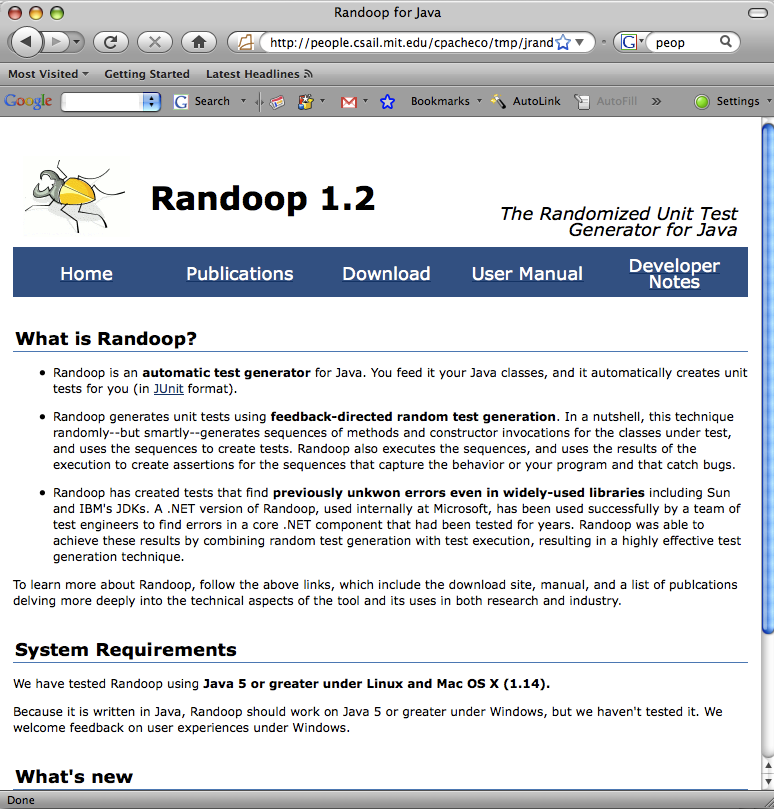 Randoop for Java
http://people.csail.mit.edu/cpacheco/tmp/jrand
G
peop
Most Visited
Getting Started
Latest Headlines
Google
G Search
Bookmarks
AutoLink
AutoFill
»
Settings
Randoop 1.2
The Randomized Unit Test
Generator for Java
Home
Publications
Download
User Manual
Developer
Notes
What is Randoop?
• Randoop is an automatic test generator for Java. You feed it your Java classes, and it automatically creates unit
tests for you (in JUnit format).
• Randoop generates unit tests using feedback-directed random test generation. In a nutshell, this technique
randomly--but smartly--generates sequences of methods and constructor invocations for the classes under test,
and uses the sequences to create tests. Randoop also executes the sequences, and uses the results of the
execution to create assertions for the sequences that capture the behavior or your program and that catch bugs.
• Randoop has created tests that find previously unkwon errors even in widely-used libraries including Sun
and IBM's JDKs. A .NET version of Randoop, used internally at Microsoft, has been used successfully by a team of
test engineers to find errors in a core .NET component that had been tested for years. Randoop was able to
achieve these results by combining random test generation with test execution, resulting in a highly effective test
generation technique.
To learn more about Randoop, follow the above links, which include the download site, manual, and a list of publcations
delving more deeply into the technical aspects of the tool and its uses in both research and industry.
System Requirements
We have tested Randoop using Java 5 or greater under Linux and Mac OS X (1.14).
Because it is written in Java, Randoop should work on Java 5 or greater under Windows, but we haven't tested it. We
welcome feedback on user experiences under Windows.
What's new
Done